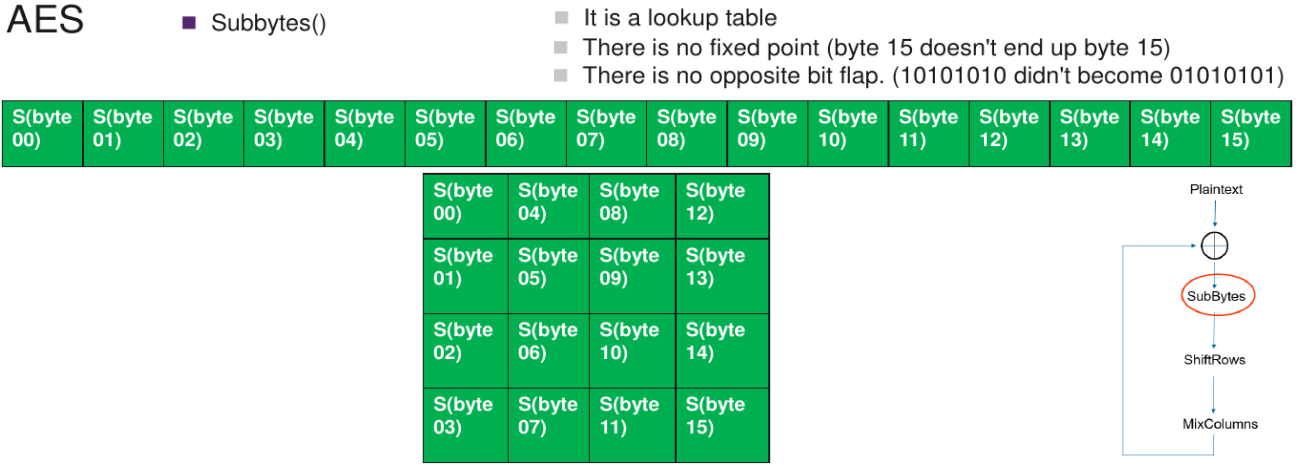 AES
Subbytes()
It is a lookup table
There is no fixed point (byte 15 doesn't end up byte 15)
There is no opposite bit flap. (10101010 didn't become 01010101)
S(byte 00) S(byte 01) S(byte 02) S(byte 03) S(byte 04) S(byte 05) S(byte 06) S(byte 07) S(byte 08) S(byte 09) S(byte 10) S(byte 11) S(byte 12) S(byte 13) S(byte 14) S(byte 15)
S(byte 00) S(byte 04) S(byte 08) S(byte 12)
S(byte 01) S(byte 05) S(byte 09) S(byte 13)
S(byte 02) S(byte 06) S(byte 10) S(byte 14)
S(byte 03) S(byte 07) S(byte 11) S(byte 15)
Plaintext
SubBytes
ShiftRows
MixColumns